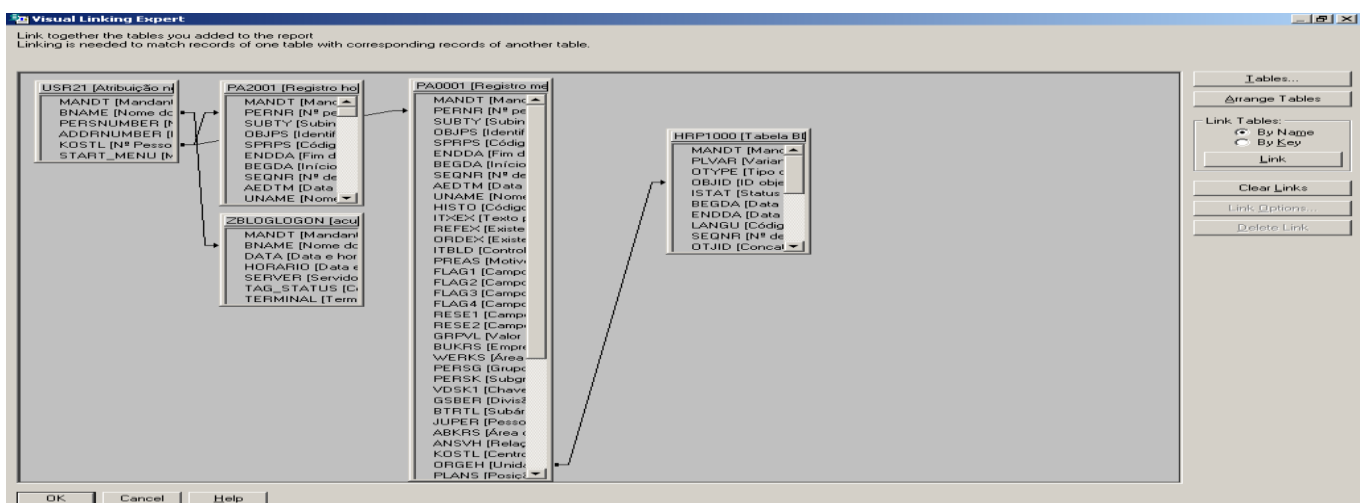 Visual Linking Expert
Link together the tables you added to the report
Linking is needed to match records of one table with corresponding records of another table.
USR21 [Atribuição n
MANDT [Mandant
BNAME [Nome do
PERSNUMBER [N
ADDRNUMBER [I
KOSTL [Nº Pesso
START_MENU [M
PA2001 [Registro ho
MANDT [Manc
PERNR [Nº pe
SUBTY [Subin
OBJPS [Identif
SPRPS [Códig
ENDDA [Fim d
BEGDA [Início
SEQNR [Nº de
AEDTM [Data
UNAME [Nome
ZBLOGLOGON [acu
MANDT [Mandant
BNAME [Nome do
DATA [Data e hor
HORARIO [Data e
SERVER [Servido
TAG_STATUS [C
TERMINAL [Term
PA0001 [Registro me
MANDT [Manc
PERNR [Nº pe
SUBTY [Subin
OBJPS [Identif
SPRPS [Códig
ENDDA [Fim d
BEGDA [Início
SEQNR [Nº de
AEDTM [Data
UNAME [Nome
HISTO [Código
ITXEX [Texto p
REFEX [Existe
ORDEX [Existe
ITBLD [Control
PREAS [Motiv
FLAG1 [Campo
FLAG2 [Campo
FLAG3 [Campo
FLAG4 [Campo
RESE1 [Camp
RESE2 [Camp
GRPVL [Valor
BUKRS [Empre
WERKS [Área
PERSG [Grupo
PERSK [Subgr
VDSK1 [Chave
GSBER [Divisã
BTRTL [Subár
JUPER [Pesso
ABKRS [Área
ANSVH [Relaç
KOSTL [Centro
ORGEH [Unida
PLANS [Posiçã
HRP1000 [Tabela BD
MANDT [Manc
PLVAR [Varian
OTYPE [Tipo
OBJID [ID obje
ISTAT [Status
BEGDA [Data
ENDDA [Data
LANGU [Códig
SEQNR [Nº de
OTJID [Concat
Tables...
Arrange Tables
Link Tables:
By Name
By Key
Link
Clear Links
Link Options...
Delete Link
OK Cancel Help